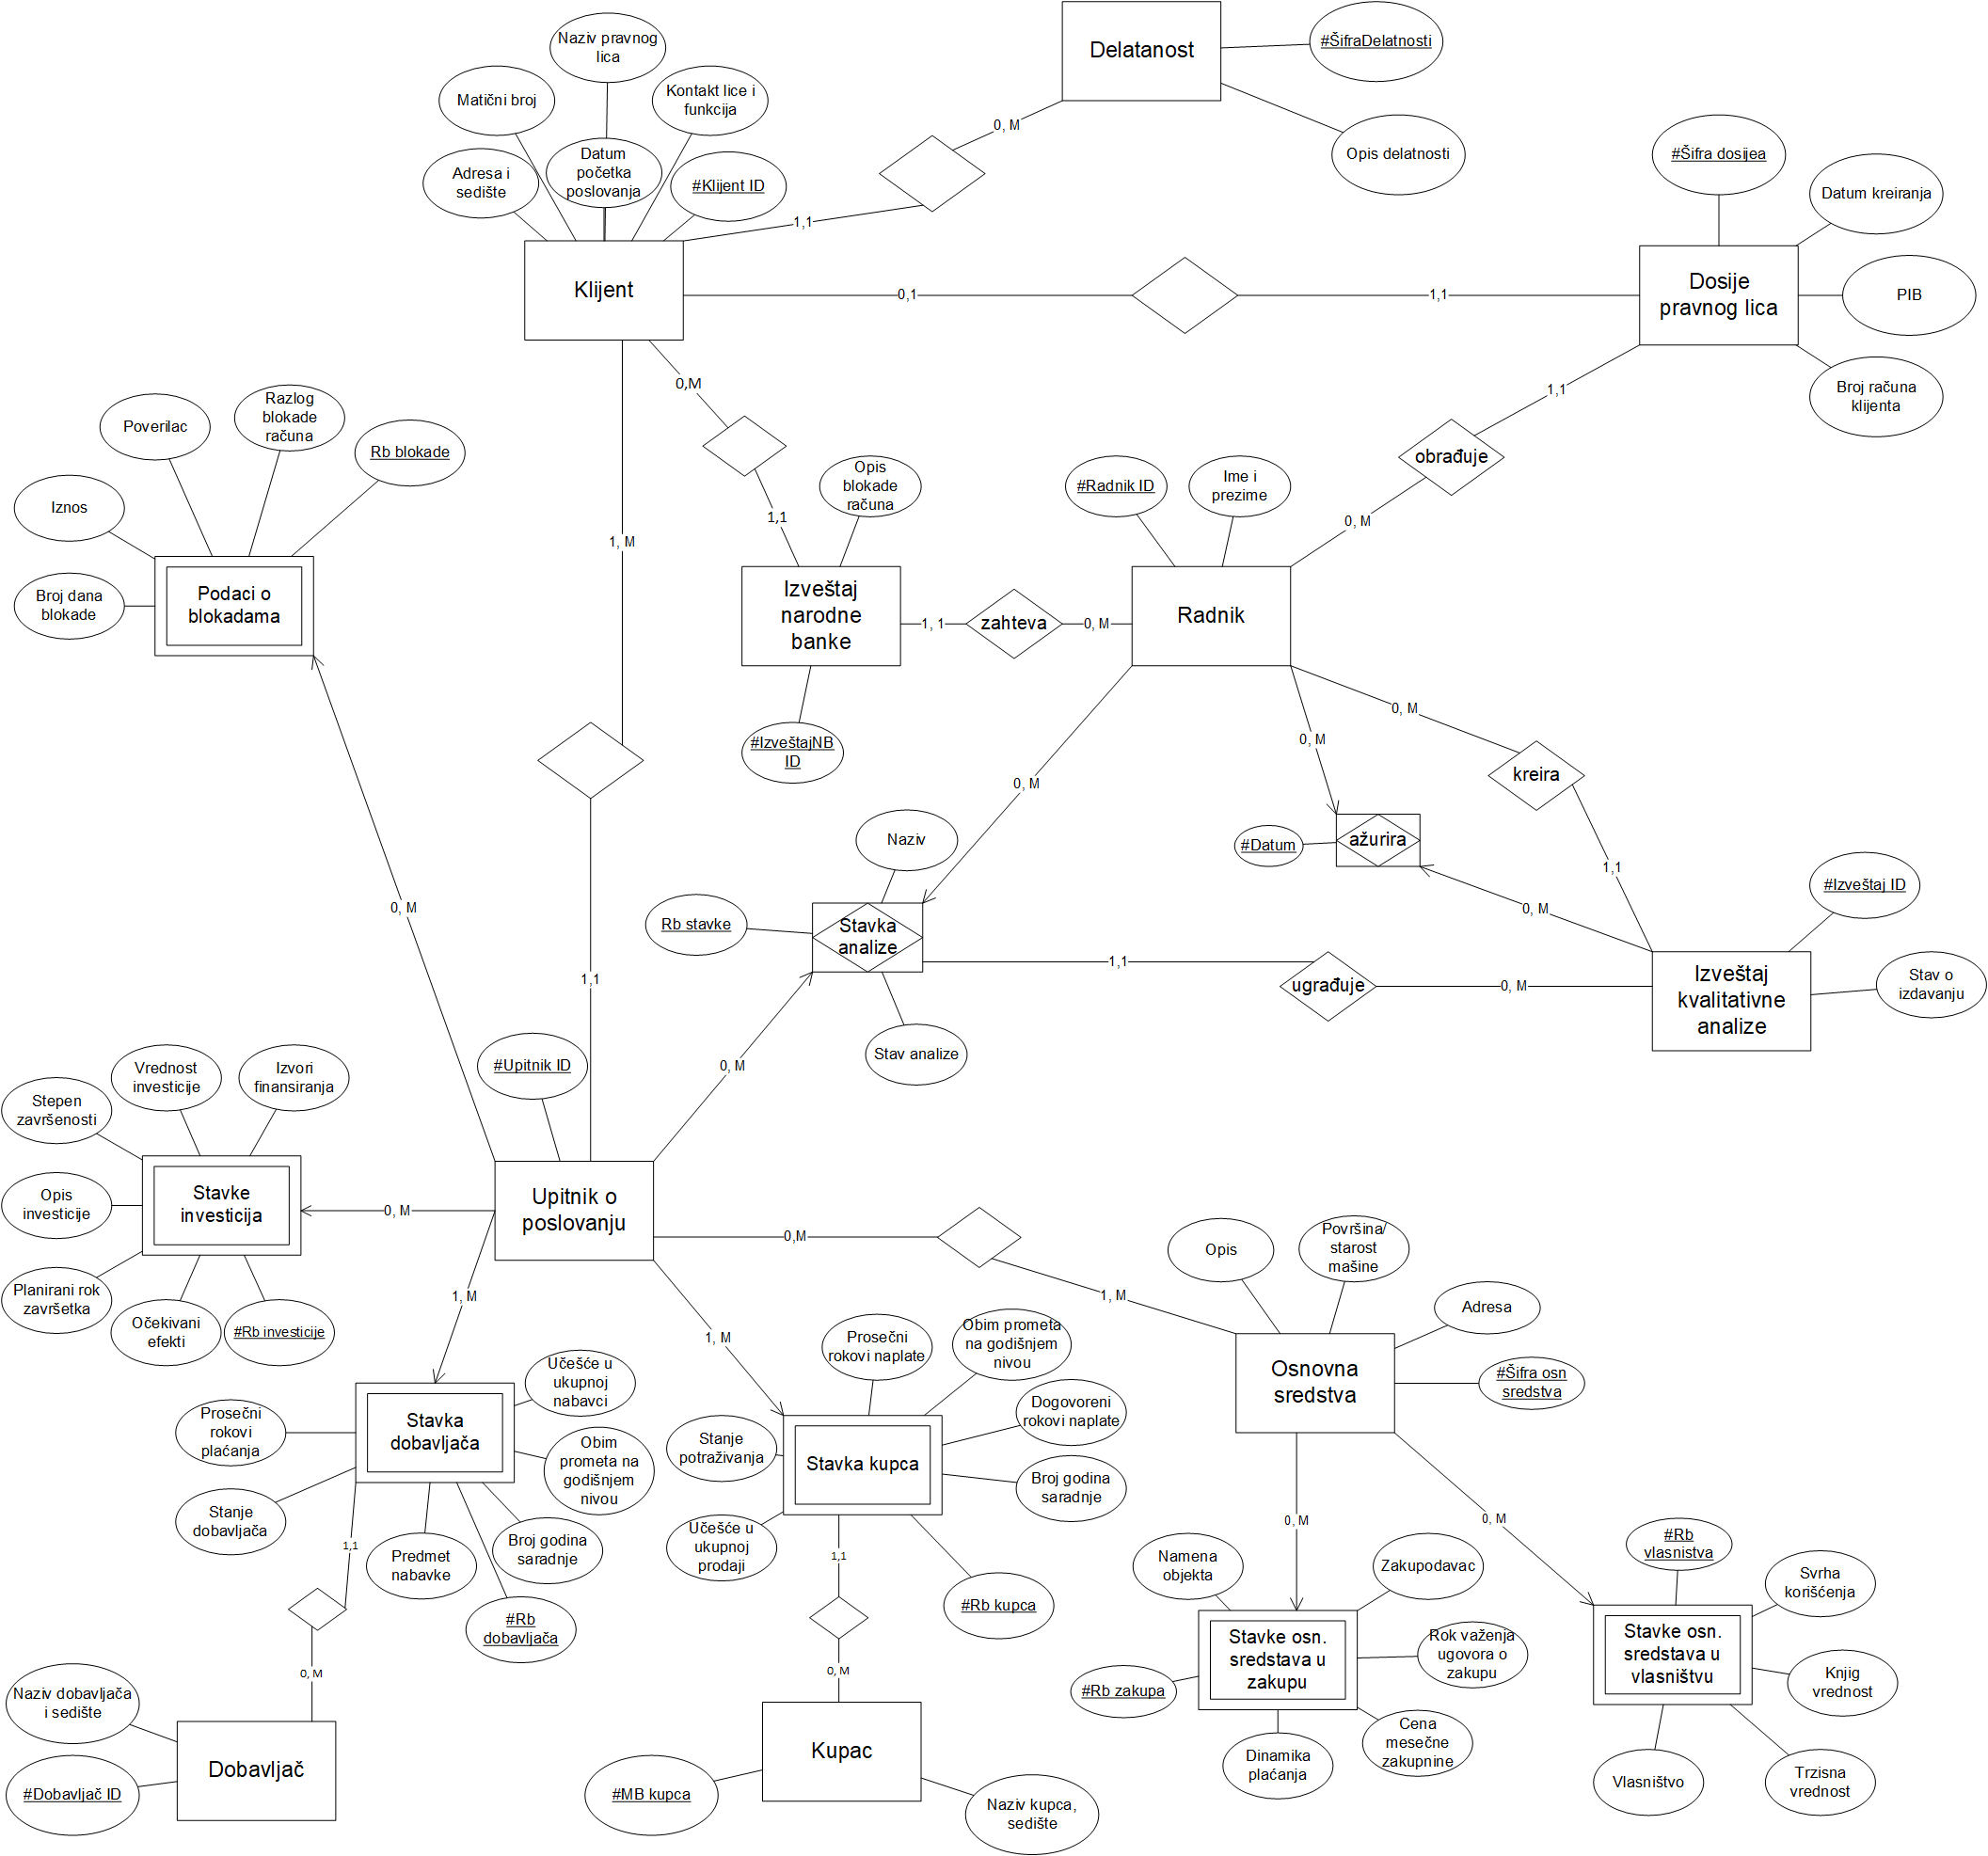 Naziv pravnog
lica
Delatanost
#ŠifraDelatnosti
Matični broj
Kontakt lice i
funkcija
0, M
Opis delatnosti
#Šifra dosijea
Adresa i
sedište
Datum
početka
poslovanja
#Klijent ID
Datum kreiranja
1,1
Klijent
0,1
1,1
Dosije
pravnog lica
PIB
0,M
1,1
Broj računa
klijenta
Poverilac
Razlog
blokade
računa
Rb blokade
obrađuje
Iznos
Opis
blokade
računa
#Radnik ID
Ime i
prezime
1, M
1,1
0, M
Broj dana
blokade
Podaci o
blokadama
Izveštaj
narodne
banke
1, 1
zahteva
0, M
Radnik
#IzveštajNB
ID
0, M
0, M
kreira
0, M
Naziv
#Datum
ažurira
1,1
#Izveštaj ID
0, M
Rb stavke
Stavka
analize
0, M
1,1
ugrađuje
0, M
Izveštaj
kvalitativne
analize
Stav o
izdavanju
1,1
Stav analize
#Upitnik ID
0, M
Vrednost
investicije
Izvori
finansiranja
Stepen
završenosti
Opis
investicije
Stavke
investicija
0, M
Upitnik o
poslovanju
0,M
Opis
Površina/
starost
mašine
Planirani rok
završetka
Očekivani
efekti
#Rb investicije
1, M
1, M
1, M
Adresa
Prosečni
rokovi naplate
Obim prometa
na godišnjem
nivou
Osnovna
sredstva
#Šifra osn
sredstva
Učešće u
ukupnoj
nabavci
Dogovoreni
rokovi naplate
Prosečni
rokovi
plaćanja
Stavka
dobavljača
Obim
prometa na
godišnjem
nivou
Stanje
potraživanja
Stavka kupca
Broj godina
saradnje
Stanje
dobavljača
0, M
0, M
1,1
Predmet
nabavke
Broj godina
saradnje
Učešće u
ukupnoj
prodaji
1,1
#Rb
vlasnistva
Namena
objekta
Zakupodavac
Svrha
korišćenja
#Rb
dobavljača
#Rb kupca
Stavke osn.
sredstava u
zakupu
Rok važenja
ugovora o
zakupu
Stavke osn.
sredstava u
vlasništvu
0, M
0, M
Naziv dobavljača
i sedište
#Rb zakupa
Knjig
vrednost
Dobavljač
Kupac
Dinamika
plaćanja
Cena
mesečne
zakupnine
Vlasništvo
Trzisna
vrednost
#Dobavljač ID
#MB kupca
Naziv kupca,
sedište